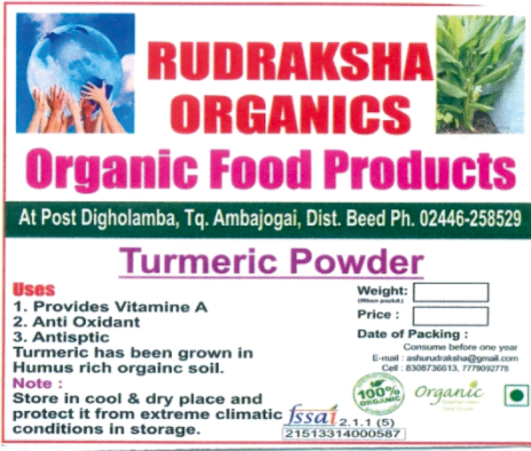 RUDRAKSHA
ORGANICS
Organic Food Products
At Post Digholamba, Tq. Ambajogai, Dist. Beed Ph. 02446-258529
Turmeric Powder
Uses
1. Provides Vitamine A
2. Anti Oxidant
3. Antisptic
Turmeric has been grown in
Humus rich orgainc soil.
Note :
Store in cool & dry place and
protect it from extreme climatic
conditions in storage.
Weight:
(When packd.)
Price :
Date of Packing :
Consume before one year
E-mail : ashurudraksha@gmail.com
Cell : 8308736613, 7779092778
100%
ORGANIC
Organic
fssai 2.1.1 (5)
21513314000587